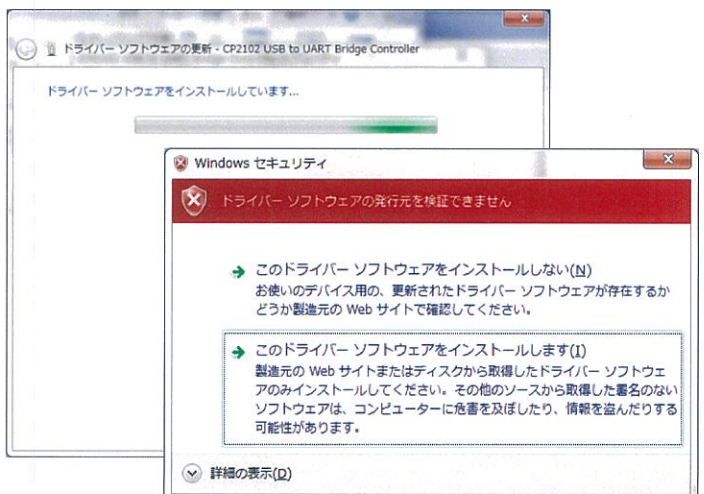 ドライバー ソフトウェアの更新 - CP2102 USB to UART Bridge Controller
ドライバー ソフトウェアをインストールしています...
Windows セキュリティ
ドライバー ソフトウェアの発行元を検証できません
このドライバー ソフトウェアをインストールしない(N)
お使いのデバイス用の、更新されたドライバー ソフトウェアが存在するか
どうか製造元の Web サイトで確認してください。
このドライバー ソフトウェアをインストールします(I)
製造元の Web サイトまたはディスクから取得したドライバー ソフトウェ
アのみインストールしてください。その他のソースから取得した署名のない
ソフトウェアは、コンピューターに危害を及ぼしたり、情報を盗んだりする
可能性があります。
詳細の表示(D)